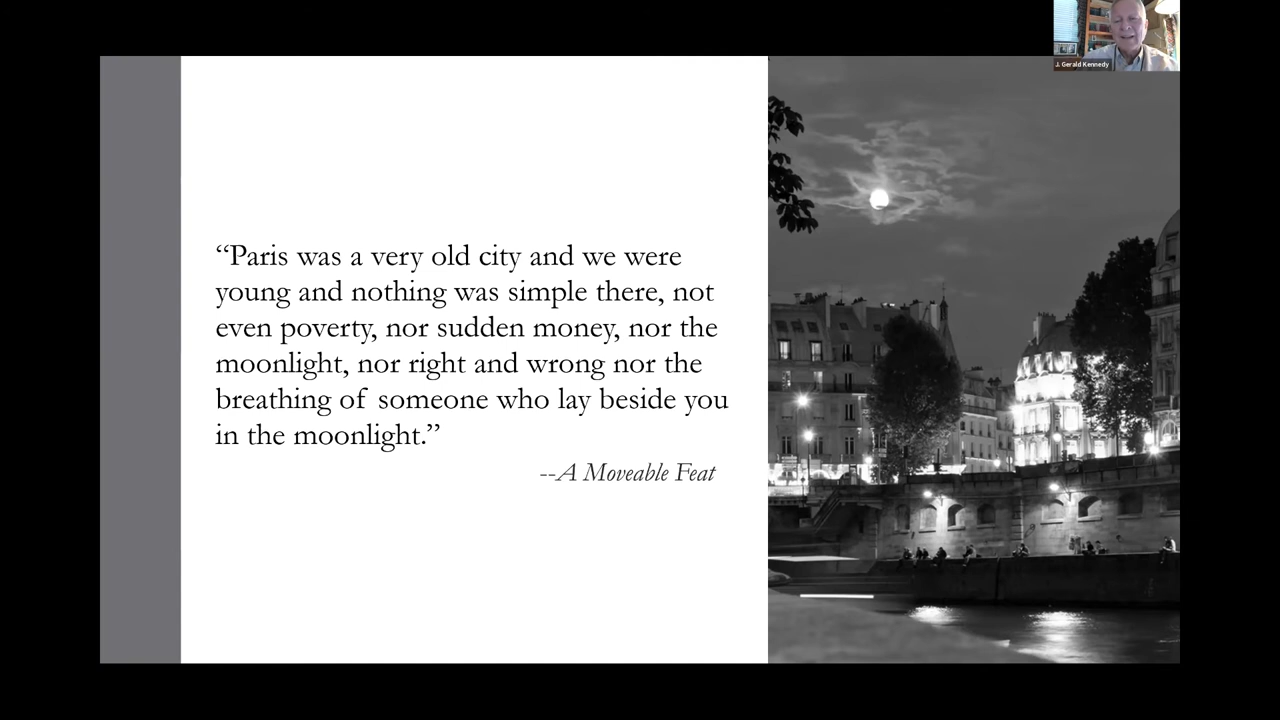 J. Gerald Kennedy
“Paris was a very old city and we were
young and nothing was simple there, not
even poverty, nor sudden money, nor the
moonlight, nor right and wrong nor the
breathing of someone who lay beside you
in the moonlight.”
--A Moveable Feat